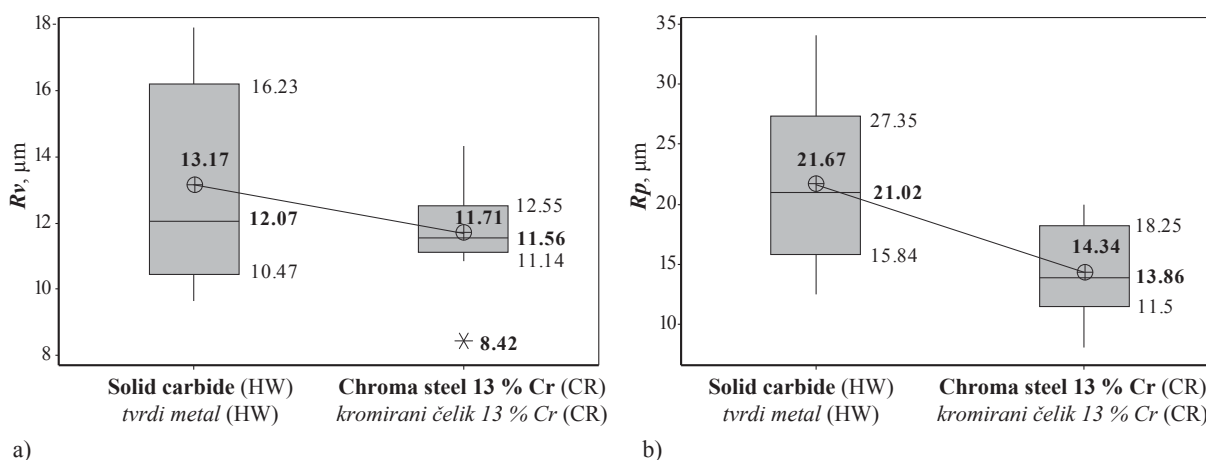 18
16
14
12
10
8
Rv, µm
16.23
13.17
12.07
10.47
12.55
11.71
11.56
11.14
8.42
Solid carbide (HW)
tvrdi metal (HW)
Chroma steel 13 % Cr (CR)
kromirani čelik 13 % Cr (CR)
a)
35
30
25
20
15
10
Rp, µm
27.35
21.67
21.02
15.84
18.25
14.34
13.86
11.5
Solid carbide (HW)
tvrdi metal (HW)
Chroma steel 13 % Cr (CR)
kromirani čelik 13 % Cr (CR)
b)